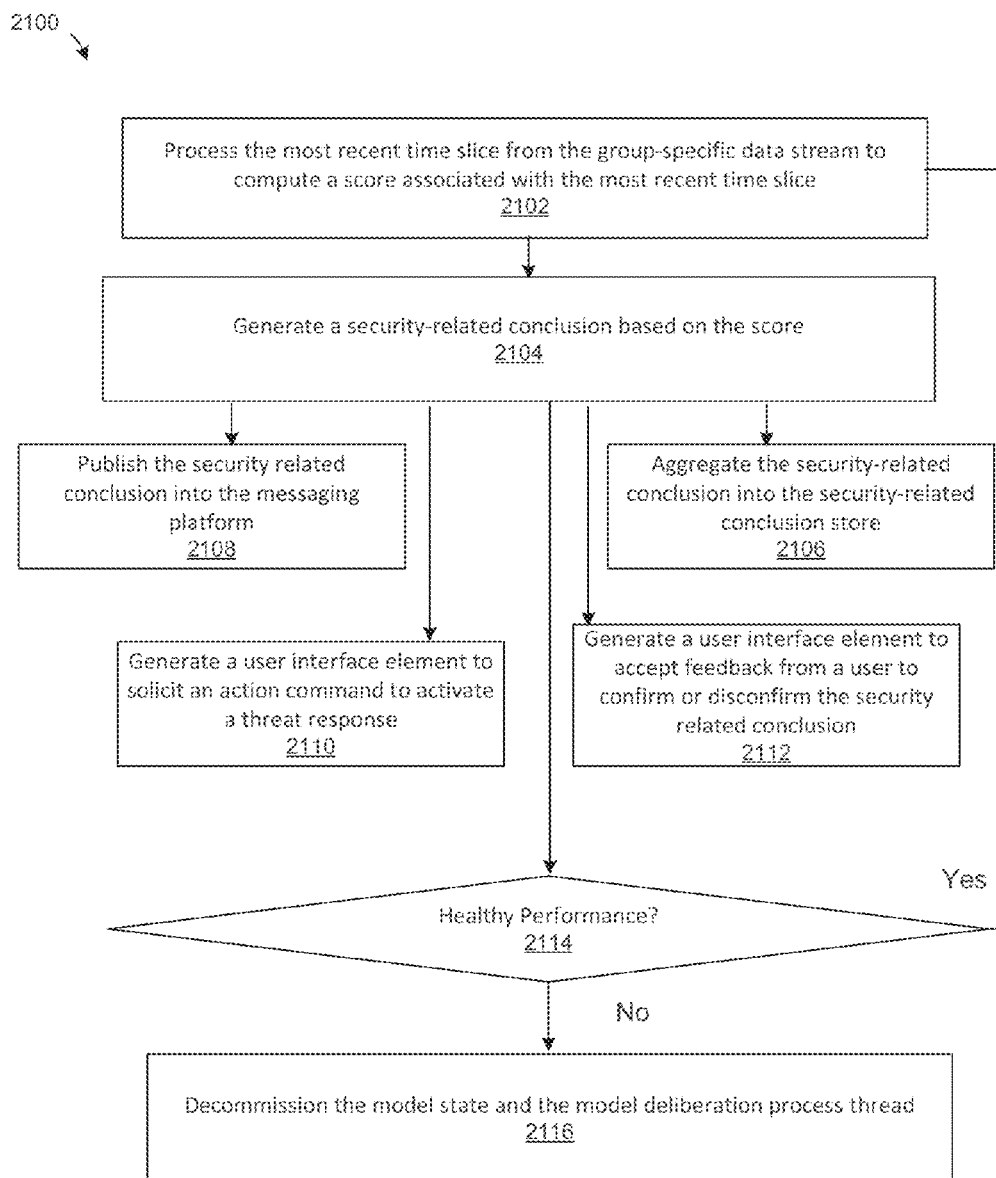 2100
Process the most recent time slice from the group-specific data stream to
compute a score associated with the most recent time slice
2102
Generate a security-related conclusion based on the score
2104
Publish the security related
conclusion into the messaging
platform
2108
Aggregate the security-related
conclusion into the security-related
conclusion store
2106
Generate a user interface element to
solicit an action command to activate
a threat response
2110
Generate a user interface element to
accept feedback from a user to
confirm or disconfirm the security
related conclusion
2112
Yes
Healthy Performance?
2114
No
Decommission the model state and the model deliberation process thread
2116